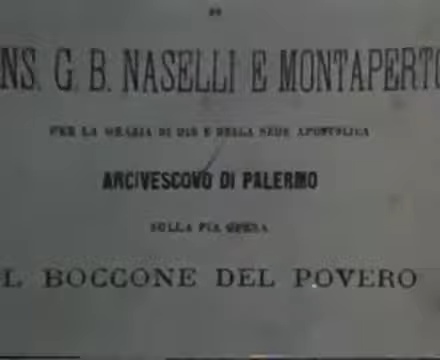 DI
NS. G. B. NASELLI E MONTAPERTO
PER LA GRAZIA DI DIO E DELLA SEDE APOSTOLICA
ARCIVESCOVO DI PALERMO
SULLA PIA OPERA
L BOCCONE DEL POVERO